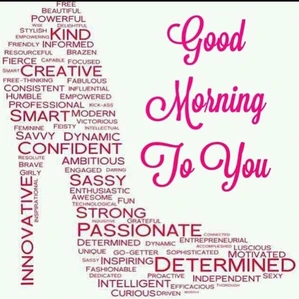 FREE
BEAUTIFUL
POWERFUL
WISE DELIGHTFUL
STYLISH KIND
EMPOWERING
FRIENDLY INFORMED
RESOURCEFUL BRAZEN
FIERCE CAPABLE FOCUSED
SMART CREATIVE
FREE-THINKING FABULOUS
CONSISTENT INFLUENTIAL
HUMBLE EMPOWERED
PROFESSIONAL KICK-ASS
SMART MODERN
VICTORIOUS
FEMININE FEISTY INTELLECTUAL
SAVVY DYNAMIC
CONFIDENT
RESOLUTE
BRAVE AMBITIOUS
GIRLY ENGAGED DARING
SASSY
ENTHUSIASTIC
AWESOME FUN
TECHNOLOGICAL
INNOVATIVE
INSPIRATIONAL
STRONG
GRATEFUL
PASSIONATE CONNECTED
DETERMINED DYNAMIC ENTREPRENEURIAL
ACCOMPLISHED LUSCIOUS
UNIQUE GO-GETTER SOPHISTICATED MOTIVATED
SASSY INSPIRING DETERMINED
FASHIONABLE
DEDICATED PROACTIVE INDEPENDENT SEXY
INTELLIGENT EFFICACIOUS THOROUGH
CURIOUS DRIVEN
Good
Morning
To You